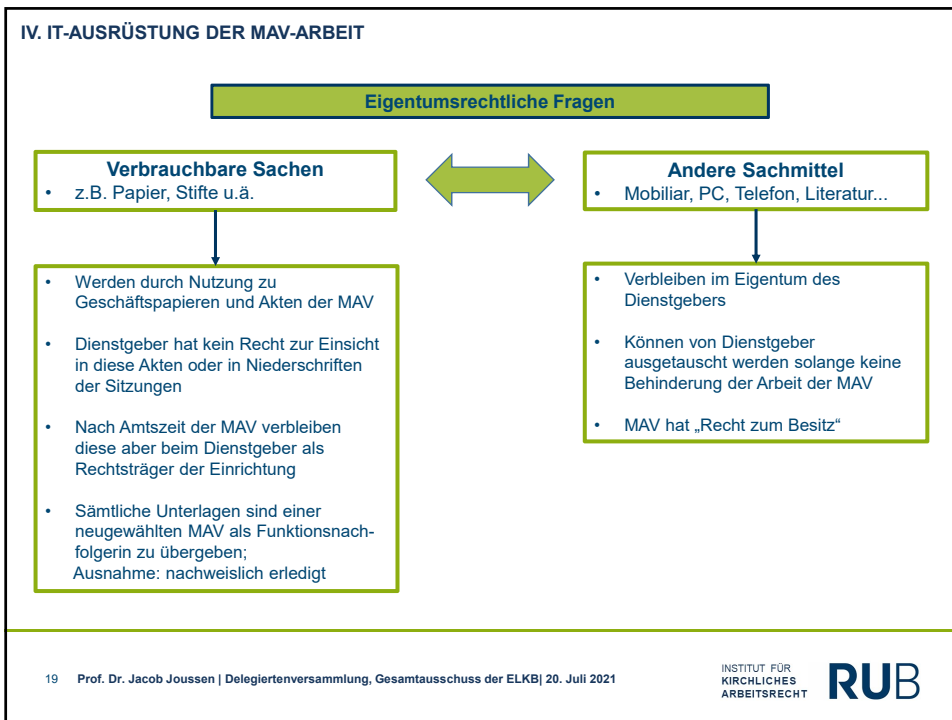 IV. IT-AUSRÜSTUNG DER MAV-ARBEIT
Eigentumsrechtliche Fragen
Verbrauchbare Sachen
• z.B. Papier, Stifte u.ä.
• Werden durch Nutzung zu
Geschäftspapieren und Akten der MAV
• Dienstgeber hat kein Recht zur Einsicht
in diese Akten oder in Niederschriften
der Sitzungen
• Nach Amtszeit der MAV verbleiben
diese aber beim Dienstgeber als
Rechtsträger der Einrichtung
• Sämtliche Unterlagen sind einer
neugewählten MAV als Funktionsnach-
folgerin zu übergeben;
Ausnahme: nachweislich erledigt
Andere Sachmittel
• Mobiliar, PC, Telefon, Literatur...
• Verbleiben im Eigentum des
Dienstgebers
• Können von Dienstgeber
ausgetauscht werden solange keine
Behinderung der Arbeit der MAV
• MAV hat „Recht zum Besitz“
19 Prof. Dr. Jacob Joussen | Delegiertenversammlung, Gesamtausschuss der ELKB| 20. Juli 2021
INSTITUT FÜR
KIRCHLICHES
ARBEITSRECHT
RUB